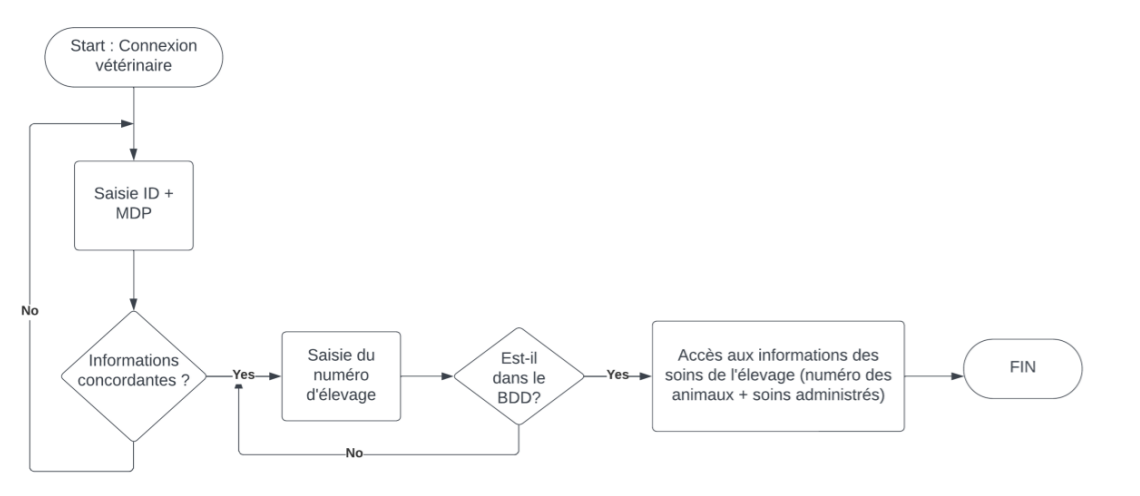 Start : Connexion
vétérinaire
Saisie ID +
MDP
No
Informations
concordantes ?
Yes
Saisie du
numéro
d'élevage
Est-il
dans le
BDD?
No
Yes
Accès aux informations des
soins de l'élevage (numéro des
animaux + soins administrés)
FIN